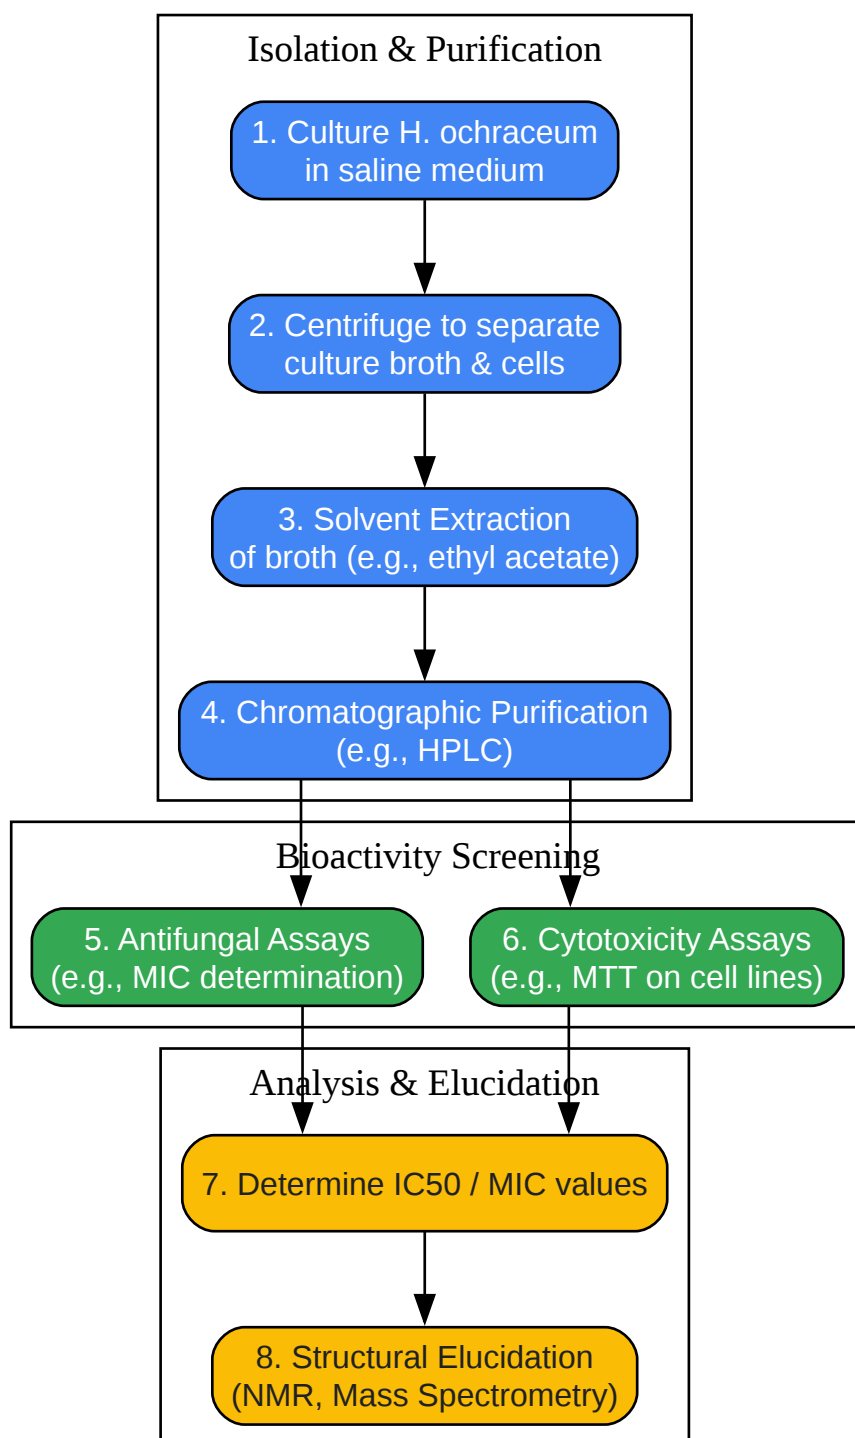 Isolation & Purification
1. Culture H. ochraceum
in saline medium
2. Centrifuge to separate
culture broth & cells
3. Solvent Extraction
of broth (e.g., ethyl acetate)
4. Chromatographic Purification
(e.g., HPLC)
Bioactivity Screening
5. Antifungal Assays
(e.g., MIC determination)
6. Cytotoxicity Assays
(e.g., MTT on cell lines)
Analysis & Elucidation
7. Determine IC50 / MIC values
8. Structural Elucidation
(NMR, Mass Spectrometry)